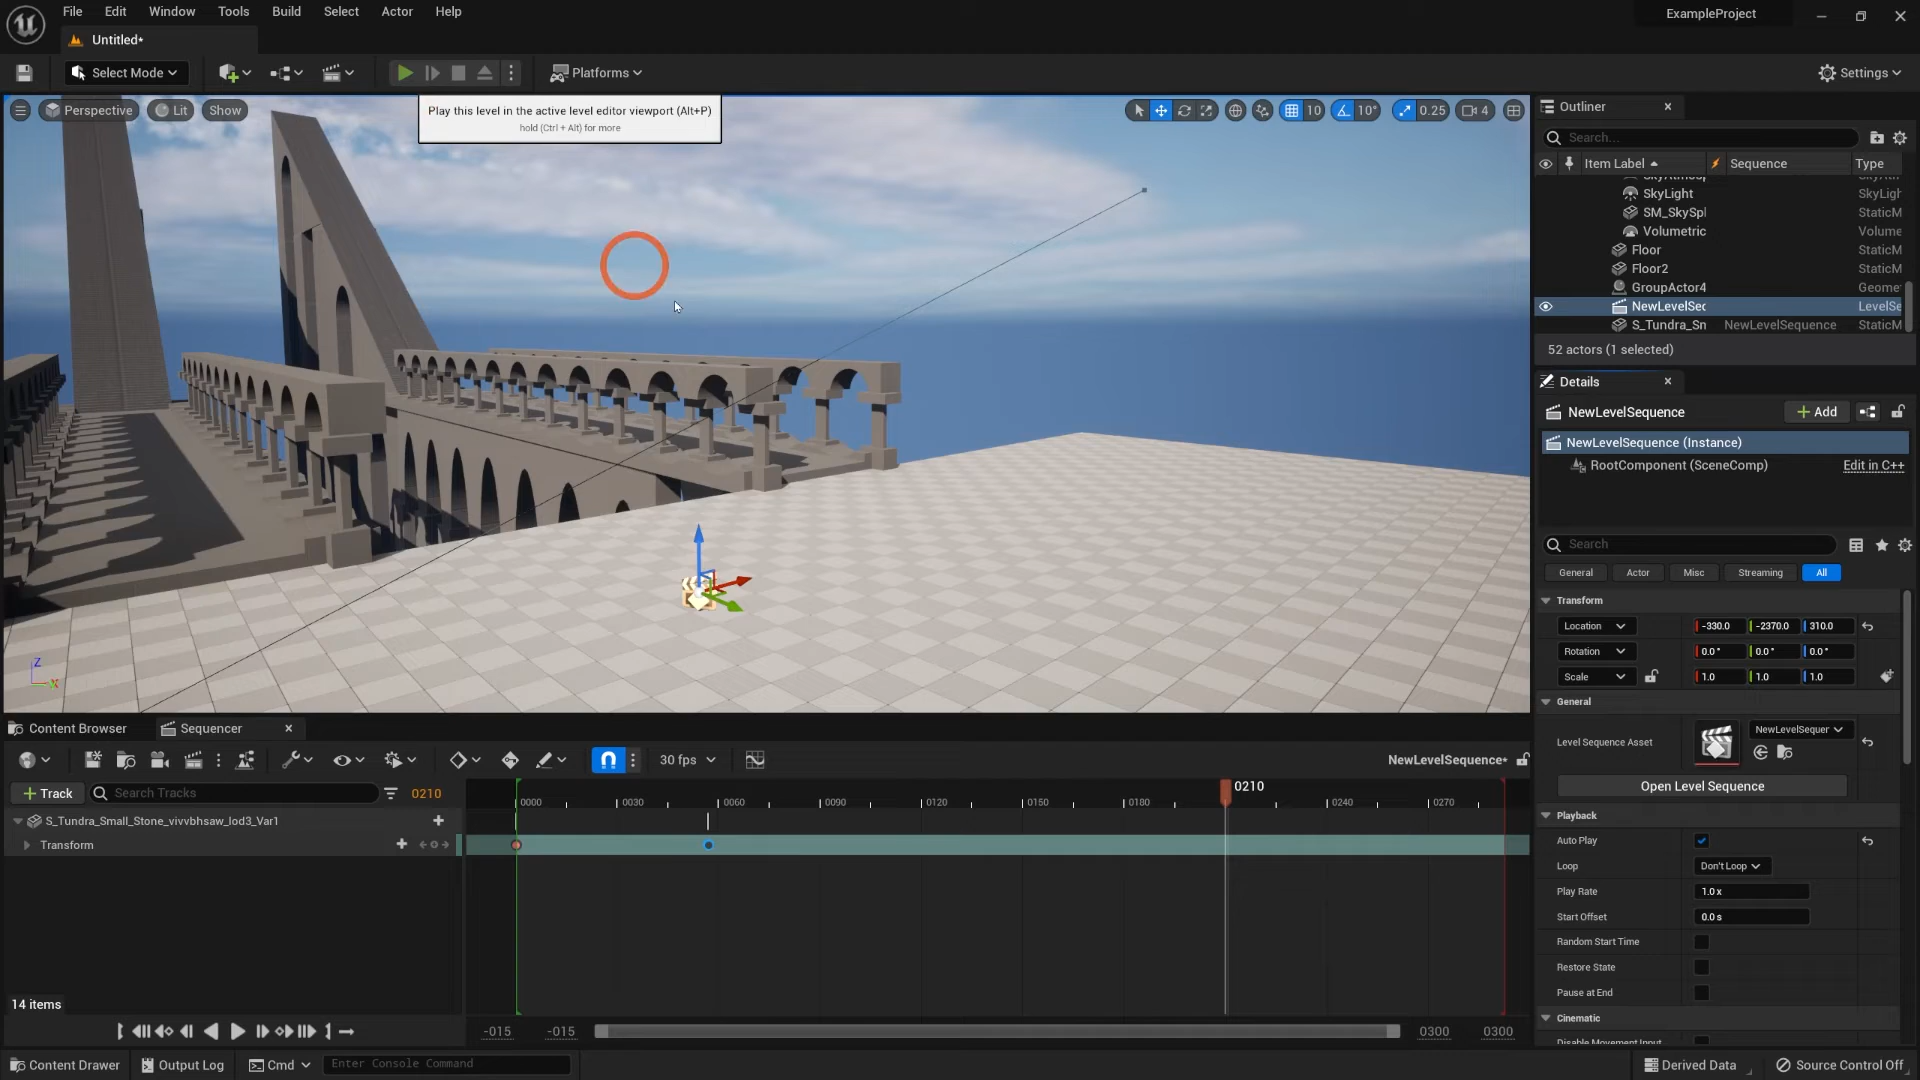 File Edit Window Tools Build Select Actor Help
ExampleProject
Untitled*
Select Mode
Platforms
Settings
Perspective Lit Show
Play this level in the active level editor viewport (Alt+P)
hold (Ctrl + Alt) for more
10 10° 0.25 4
Outliner
Search...
Item Label Sequence Type
SkyLight SkyLigh
SM_SkySpl StaticM
Volumetric Volume
Floor StaticM
Floor2 StaticM
GroupActor4 Geome
NewLevelSec LevelSe
S_Tundra_Sn NewLevelSequence StaticM
52 actors (1 selected)
Details
NewLevelSequence Add
NewLevelSequence (Instance)
RootComponent (SceneComp) Edit in C++
Search
General Actor Misc Streaming All
Transform
Location -330.0 -2370.0 310.0
Rotation 0.0° 0.0° 0.0°
Scale 1.0 1.0 1.0
General
Level Sequence Asset NewLevelSequer
Open Level Sequence
Playback
Auto Play
Loop Don't Loop
Play Rate 1.0 x
Start Offset 0.0 s
Random Start Time
Restore State
Pause at End
Cinematic
Disable Movement Input
Z
X
Content Browser Sequencer
30 fps NewLevelSequence*
+ Track Search Tracks 0210
0000 0030 0060 0090 0120 0150 0180 0210 0240 0270
S_Tundra_Small_Stone_vivvbhsaw_lod3_Var1
Transform
14 items
-015 -015 0300 0300
Content Drawer Output Log Cmd Enter Console Command
Derived Data Source Control Off